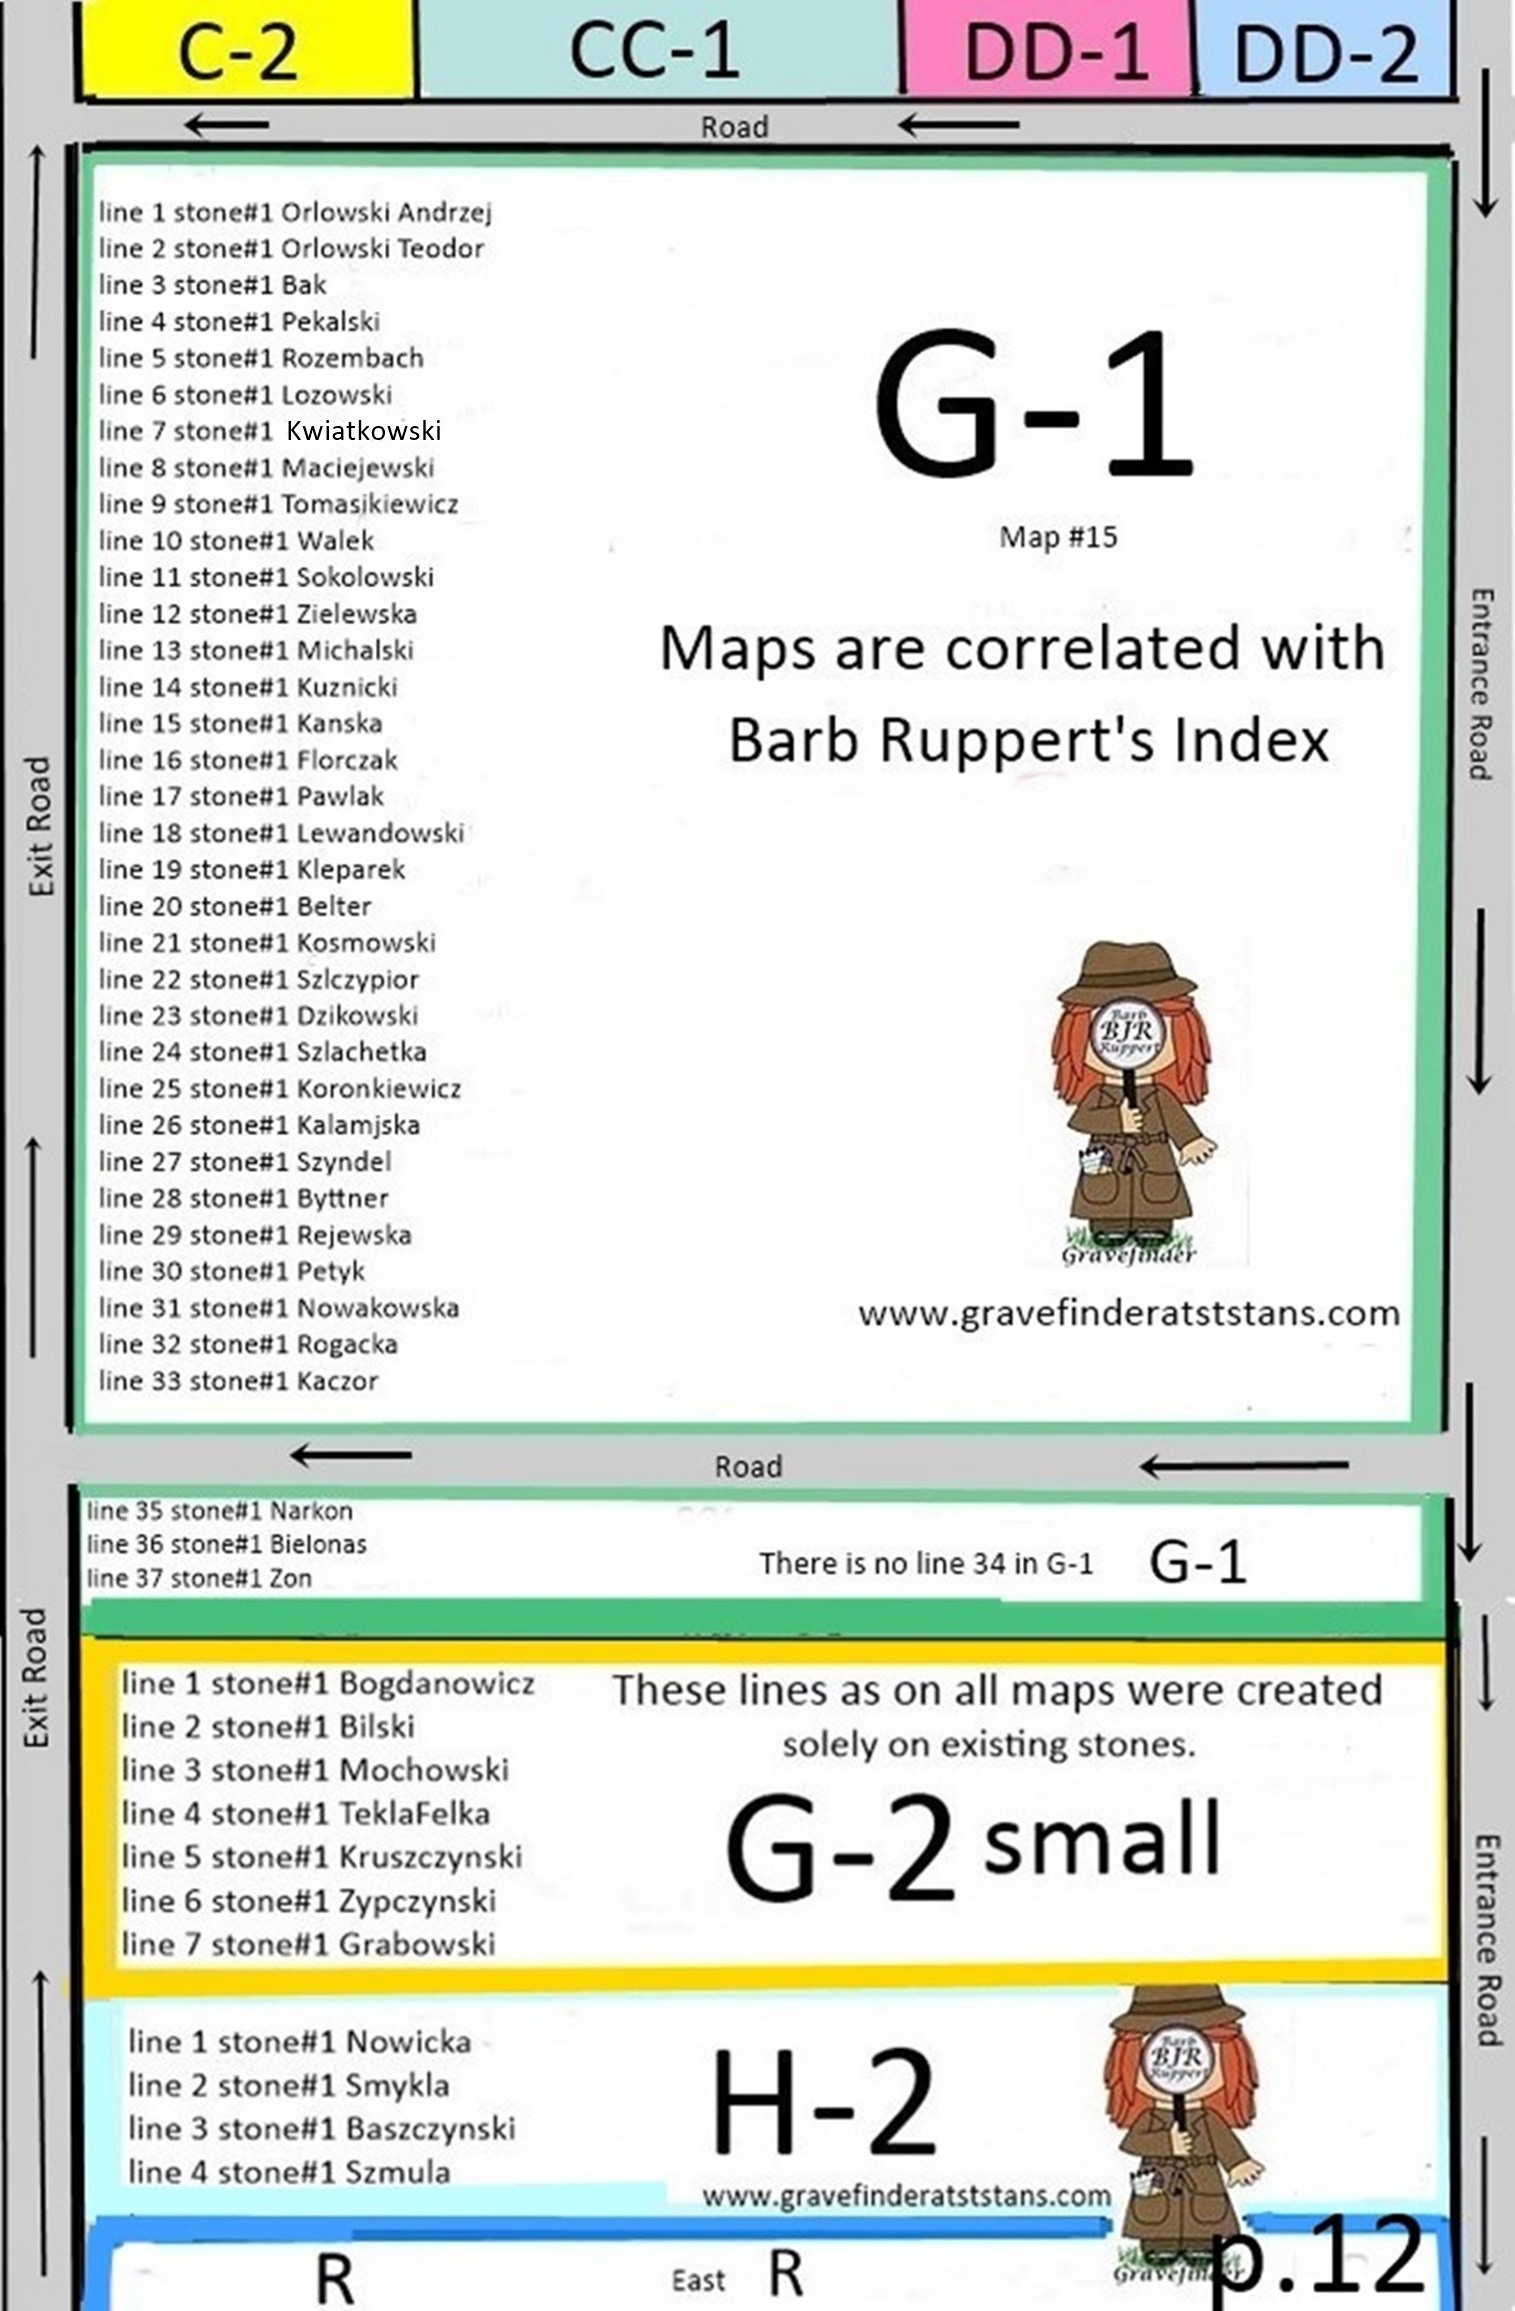 C-2 CC-1 DD-1 DD-2
Road
line 1 stone#1 Orlowski Andrzej
line 2 stone#1 Orlowski Teodor
line 3 stone#1 Bak
line 4 stone#1 Pekalski
line 5 stone#1 Rozembach
line 6 stone#1 Lozowski
line 7 stone#1 Kwiatkowski
line 8 stone#1 Maciejewski
line 9 stone#1 Tomasikiewicz
line 10 stone#1 Walek
line 11 stone#1 Sokolowski
line 12 stone#1 Zielewska
line 13 stone#1 Michalski
line 14 stone#1 Kuznicki
line 15 stone#1 Kanska
line 16 stone#1 Florczak
line 17 stone#1 Pawlak
line 18 stone#1 Lewandowski
line 19 stone#1 Kleparek
line 20 stone#1 Belter
line 21 stone#1 Kosmowski
line 22 stone#1 Szlczypior
line 23 stone#1 Dzikowski
line 24 stone#1 Szlachetka
line 25 stone#1 Koronkiewicz
line 26 stone#1 Kalamjska
line 27 stone#1 Szyndel
line 28 stone#1 Byttner
line 29 stone#1 Rejewska
line 30 stone#1 Petyk
line 31 stone#1 Nowakowska
line 32 stone#1 Rogacka
line 33 stone#1 Kaczor
G-1
Map #15
Maps are correlated with
Barb Ruppert's Index
Barb
BJR
Ruppert
Gravefinder
www.gravefinderatststans.com
Exit Road
Entrance Road
Road
line 35 stone#1 Narkon
line 36 stone#1 Bielonas
line 37 stone#1 Zon
There is no line 34 in G-1 G-1
Exit Road
line 1 stone#1 Bogdanowicz
line 2 stone#1 Bilski
line 3 stone#1 Mochowski
line 4 stone#1 TeklaFelka
line 5 stone#1 Kruszczynski
line 6 stone#1 Zypczynski
line 7 stone#1 Grabowski
These lines as on all maps were created
solely on existing stones.
G-2 small
Entrance Road
line 1 stone#1 Nowicka
line 2 stone#1 Smykla
line 3 stone#1 Baszczynski
line 4 stone#1 Szmula
H-2
www.gravefinderatststans.com
Barb
BJR
Ruppert
Gravefinder
R East R p.12